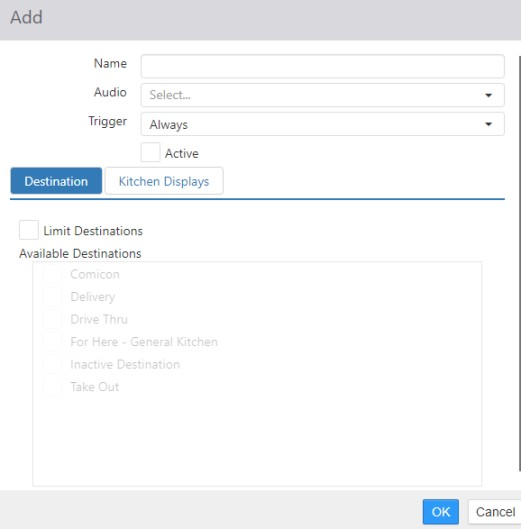 Add
Name
Audio Select...
Trigger Always
Active
Destination Kitchen Displays
Limit Destinations
Available Destinations
Comicon
Delivery
Drive Thru
For Here - General Kitchen
Inactive Destination
Take Out
OK Cancel